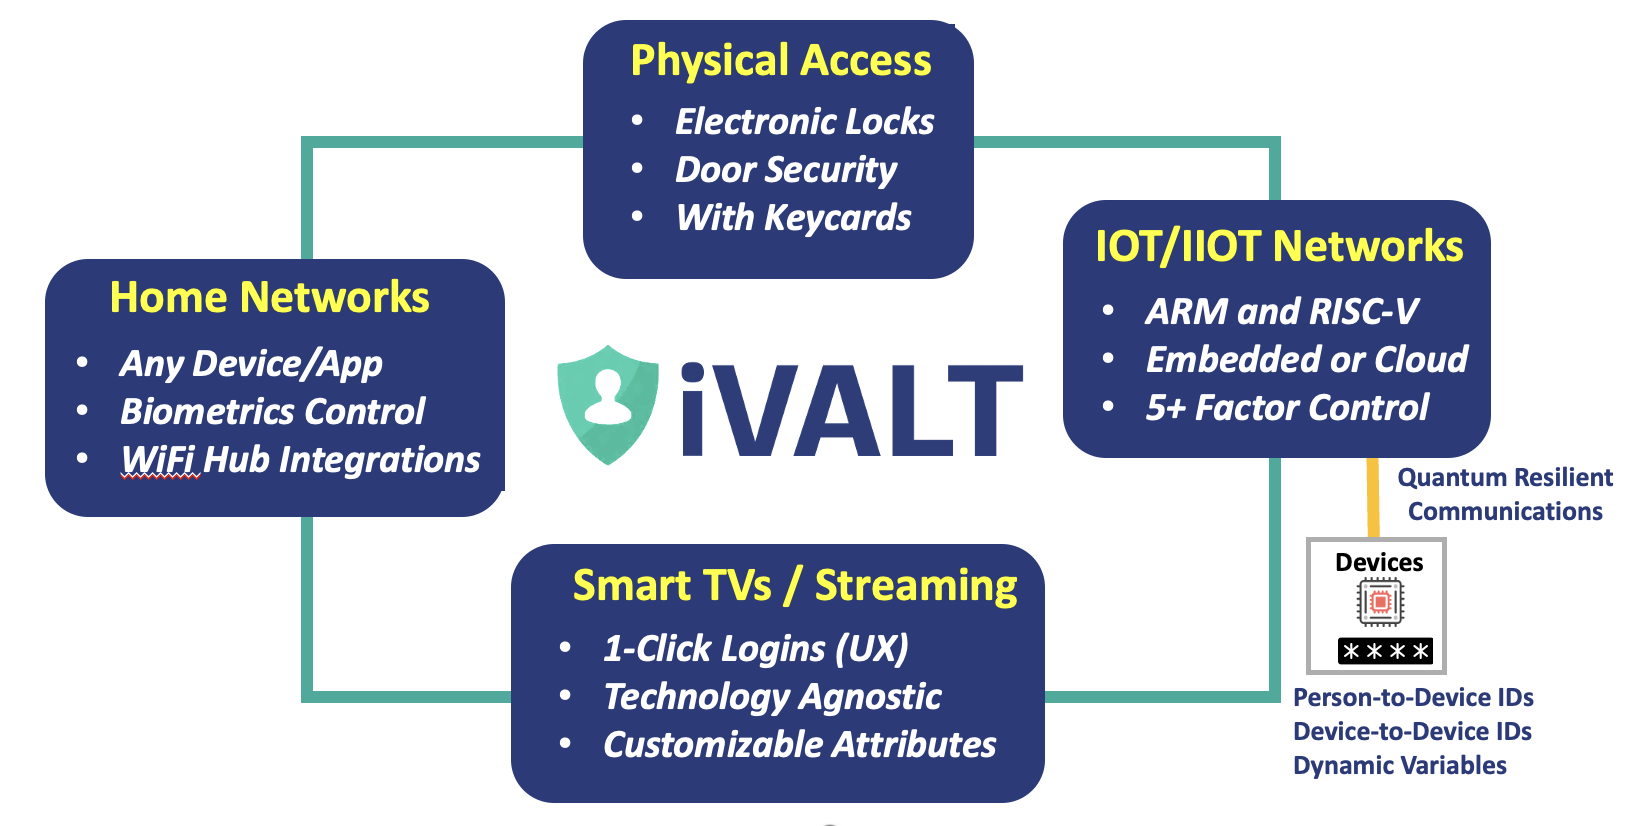 Physical Access
• Electronic Locks
• Door Security
• With Keycards
IOT/IIOT Networks
• ARM and RISC-V
• Embedded or Cloud
• 5+ Factor Control
Home Networks
• Any Device/App
• Biometrics Control
• WiFi Hub Integrations
iVALT
Quantum Resilient
Communications
Devices
****
Smart TVs / Streaming
• 1-Click Logins (UX)
• Technology Agnostic
• Customizable Attributes
Person-to-Device IDs
Device-to-Device IDs
Dynamic Variables